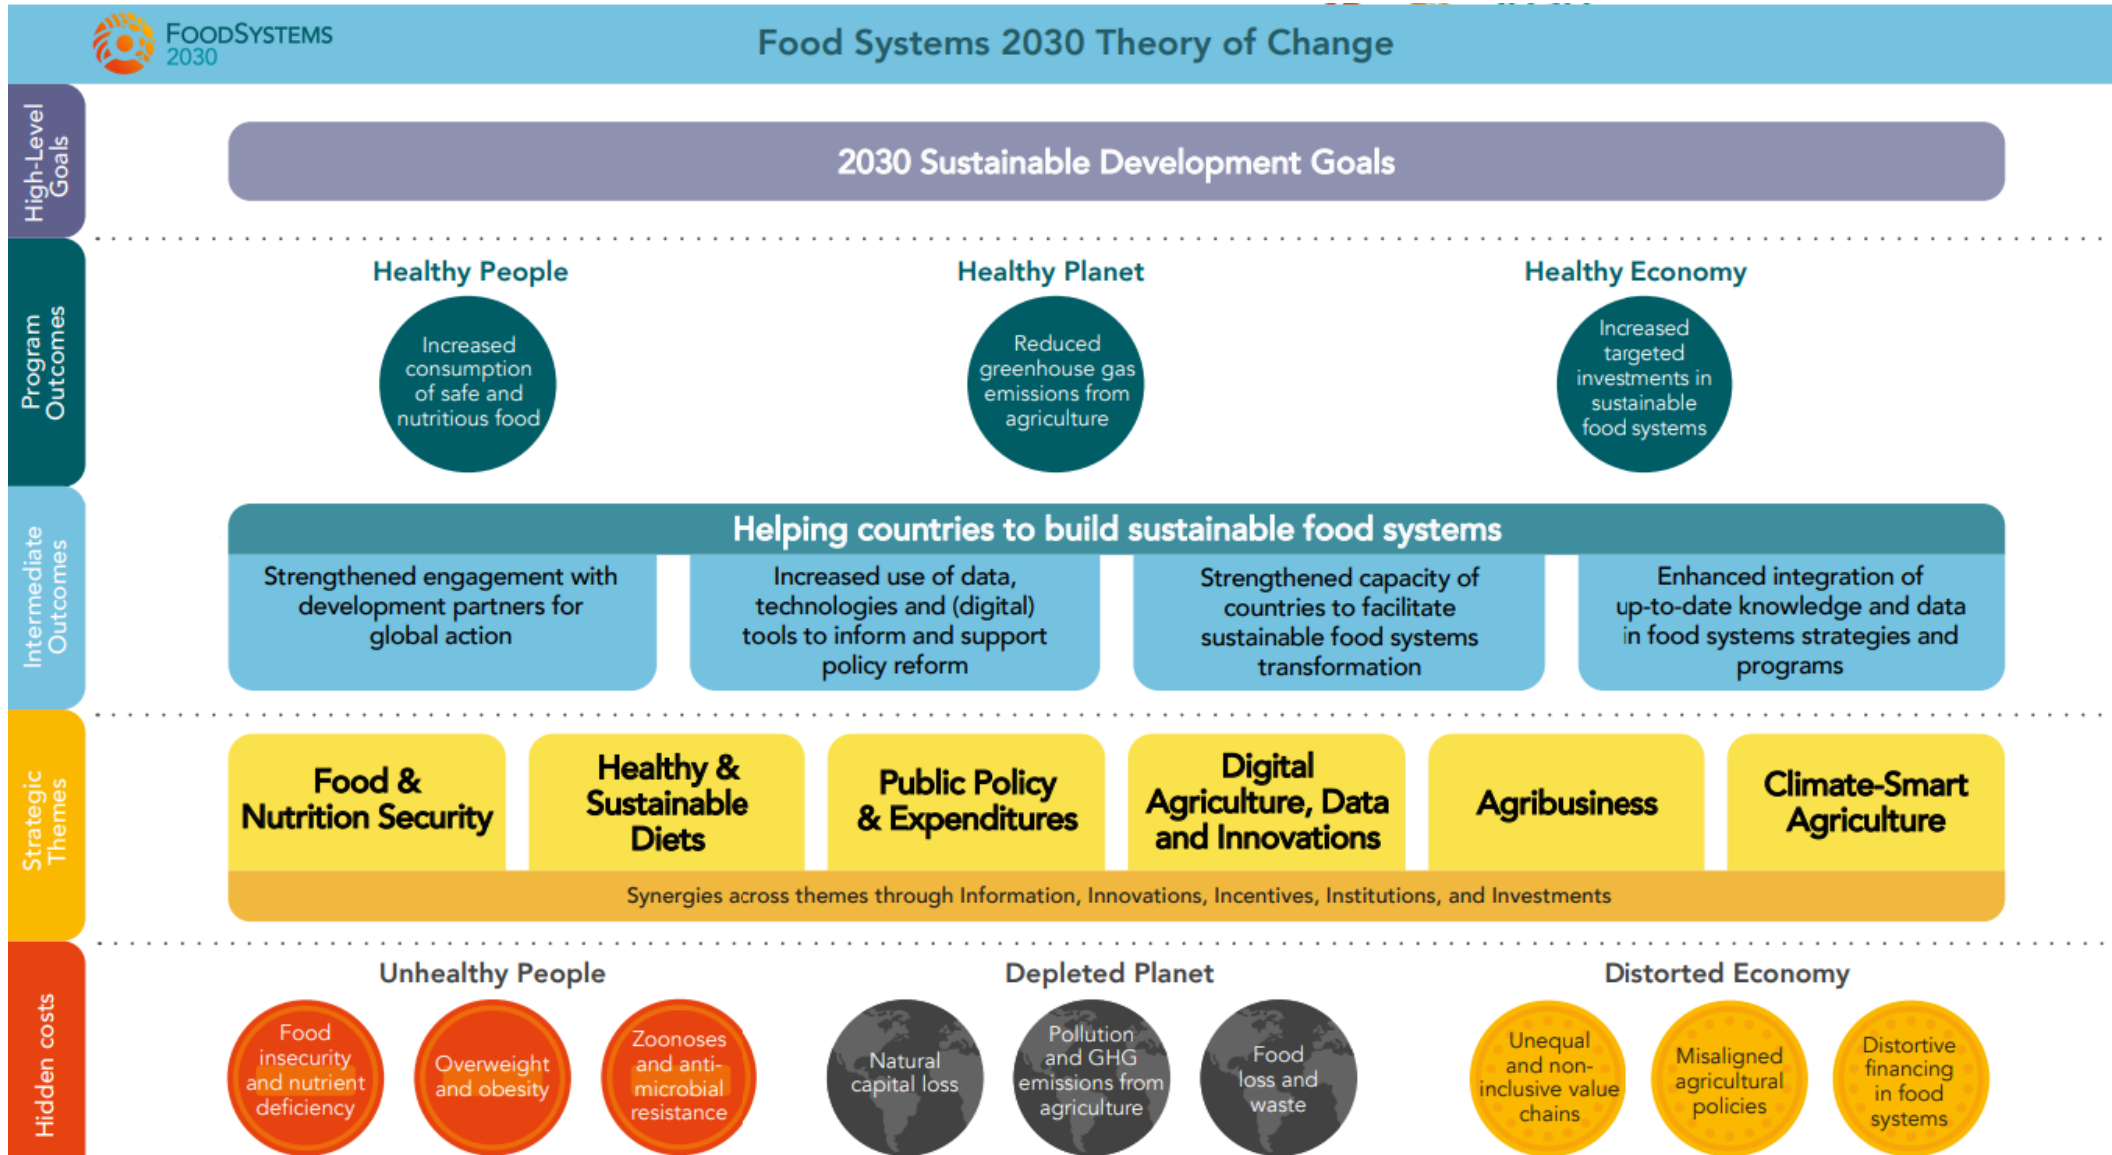 FOODSYSTEMS
2030
Food Systems 2030 Theory of Change
High-Level
Goals
2030 Sustainable Development Goals
Program
Outcomes
Healthy People
Increased
consumption
of safe and
nutritious food
Healthy Planet
Reduced
greenhouse gas
emissions from
agriculture
Healthy Economy
Increased
targeted
investments in
sustainable
food systems
Intermediate
Outcomes
Helping countries to build sustainable food systems
Strengthened engagement with
development partners for
global action
Increased use of data,
technologies and (digital)
tools to inform and support
policy reform
Strengthened capacity of
countries to facilitate
sustainable food systems
transformation
Enhanced integration of
up-to-date knowledge and data
in food systems strategies and
programs
Strategic
Themes
Food &
Nutrition Security
Healthy &
Sustainable
Diets
Public Policy
& Expenditures
Digital
Agriculture, Data
and Innovations
Agribusiness
Climate-Smart
Agriculture
Synergies across themes through Information, Innovations, Incentives, Institutions, and Investments
Hidden costs
Unhealthy People
Food
insecurity
and nutrient
deficiency
Overweight
and obesity
Zoonoses
and anti-
microbial
resistance
Depleted Planet
Natural
capital loss
Pollution
and GHG
emissions from
agriculture
Food
loss and
waste
Distorted Economy
Unequal
and non-
inclusive value
chains
Misaligned
agricultural
policies
Distortive
financing
in food
systems